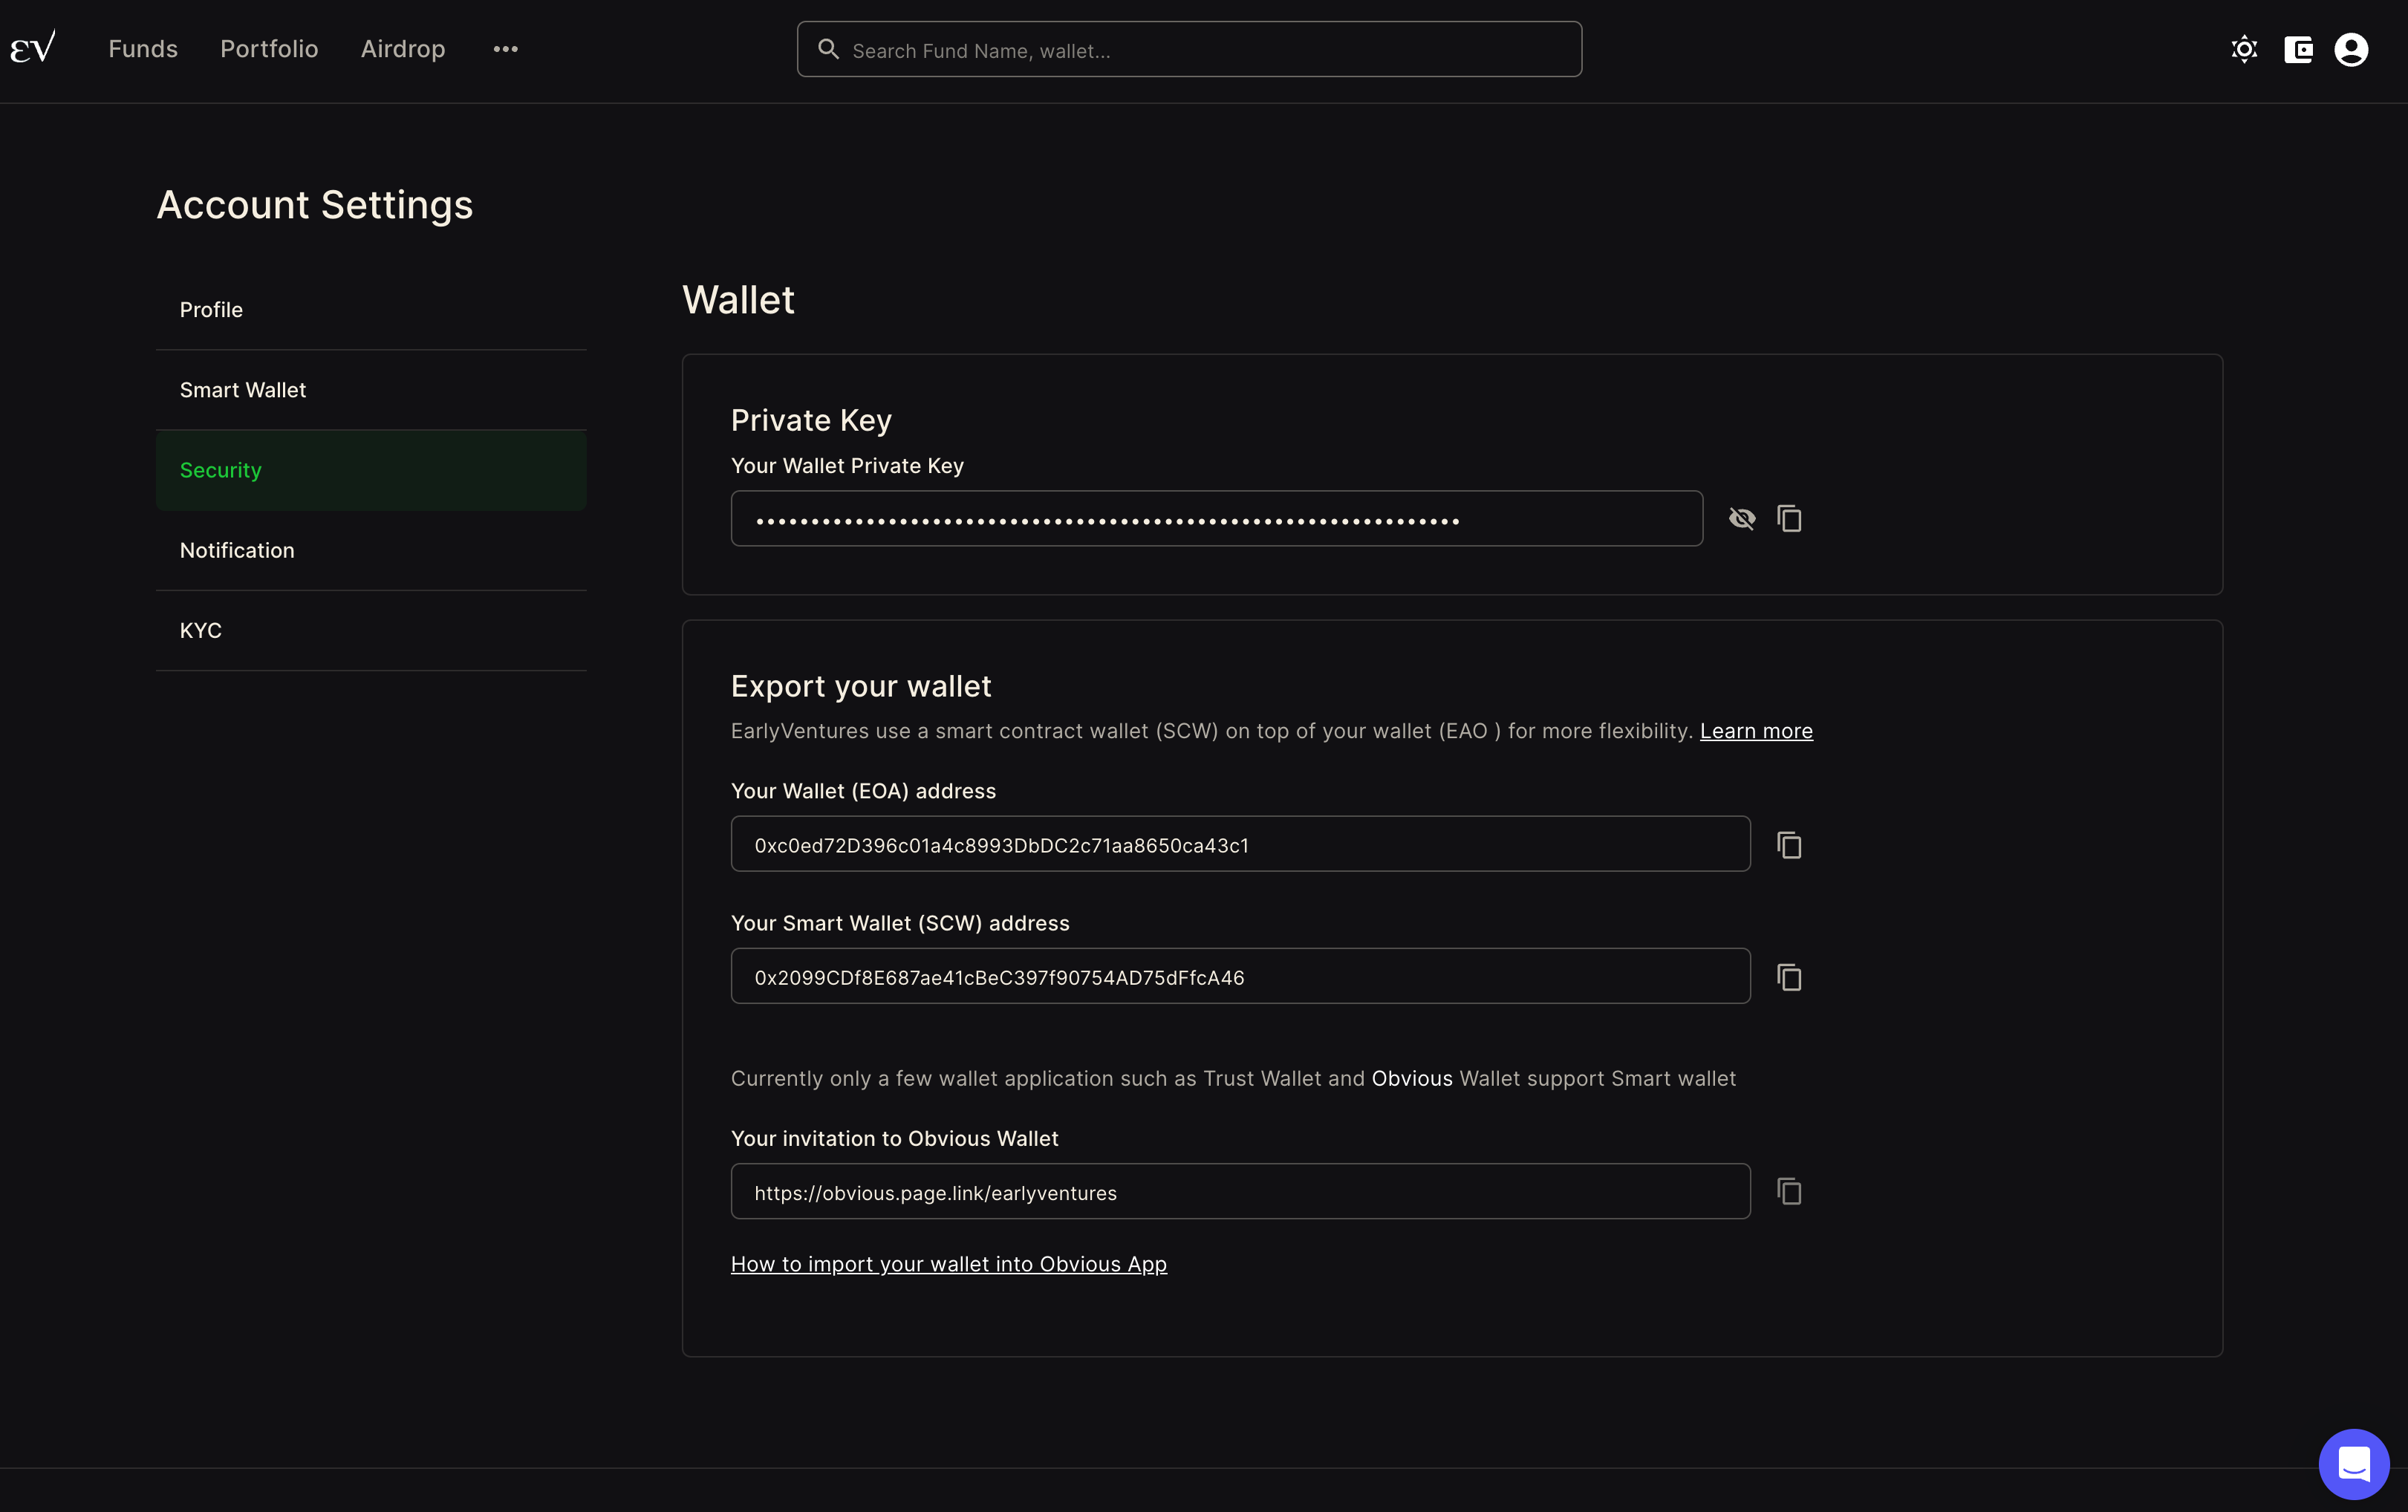 εv
Funds
Portfolio
Airdrop
Search Fund Name, wallet...
Account Settings
Profile
Smart Wallet
Security
Notification
KYC
Wallet
Private Key
Your Wallet Private Key
••••••••••••••••••••••••••••••••••••••••••••••••••••••••••••••••
Export your wallet
EarlyVentures use a smart contract wallet (SCW) on top of your wallet (EAO ) for more flexibility. Learn more
Your Wallet (EOA) address
0xc0ed72D396c01a4c8993DbDC2c71aa8650ca43c1
Your Smart Wallet (SCW) address
0x2099CDf8E687ae41cBeC397f90754AD75dFfcA46
Currently only a few wallet application such as Trust Wallet and Obvious Wallet support Smart wallet
Your invitation to Obvious Wallet
https://obvious.page.link/earlyventures
How to import your wallet into Obvious App